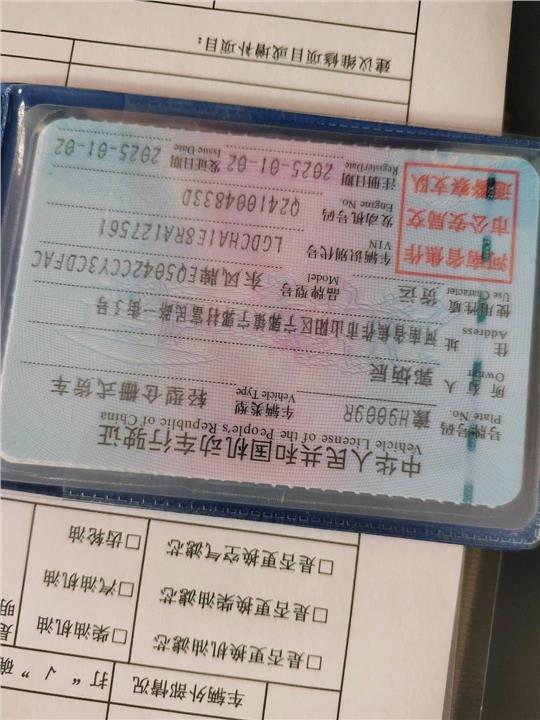 车辆外部情况 打“√”确
□是否更换机油滤芯 □柴油机油 是
□是否更换柴油滤芯 □汽油机油 明
□是否更换空气滤芯 □齿轮油
中华人民共和国机动车行驶证
Vehicle License of the People's Republic of China
号牌号码 豫H9009R 车辆类型 轻型仓栅式货车
Plate No. Vehicle Type
所有人 郭炳辰
Owner
住址 河南省焦作市山阳区宁郭镇宁郭村富民路一街3号
Address
使用性质 货运 品牌型号 东风牌EQ5042CCY3CDFAC
Use Character Model
河南省焦作
市公安局交
通警察支队
车辆识别代号 LGDCHA1E8RA127561
VIN
发动机号码 Q241004833D
Engine No.
注册日期 2025-01-02 发证日期 2025-01-02
Register Date Issue Date
建议维修项目或增补项目：